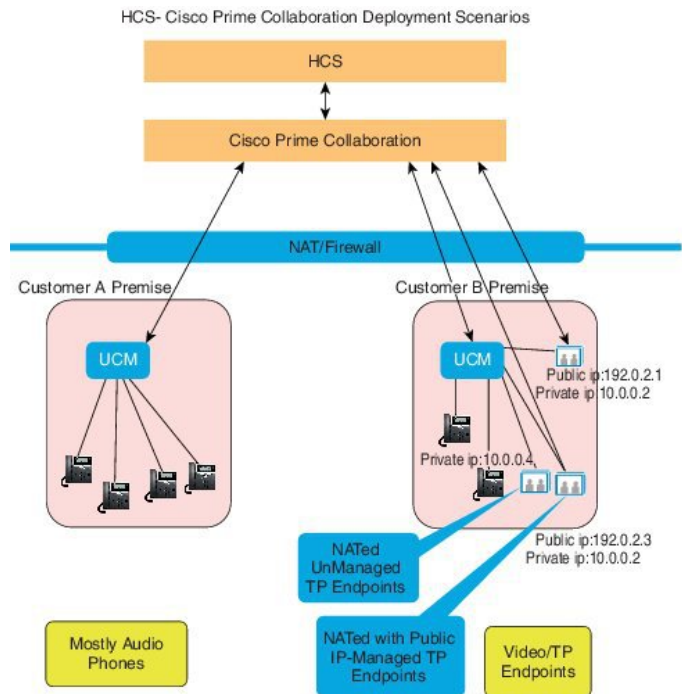 HCS- Cisco Prime Collaboration Deployment Scenarios
HCS
Cisco Prime Collaboration
NAT/Firewall
Customer A Premise
Customer B Premise
UCM
UCM
Public ip:192.0.2.1
Private ip:10.0.0.2
Private ip:10.0.0.4
Public ip:192.0.2.3
Private ip:10.0.0.2
NATed
UnManaged
TP Endpoints
NATed with Public
IP-Managed TP
Endpoints
Mostly Audio
Phones
Video/TP
Endpoints